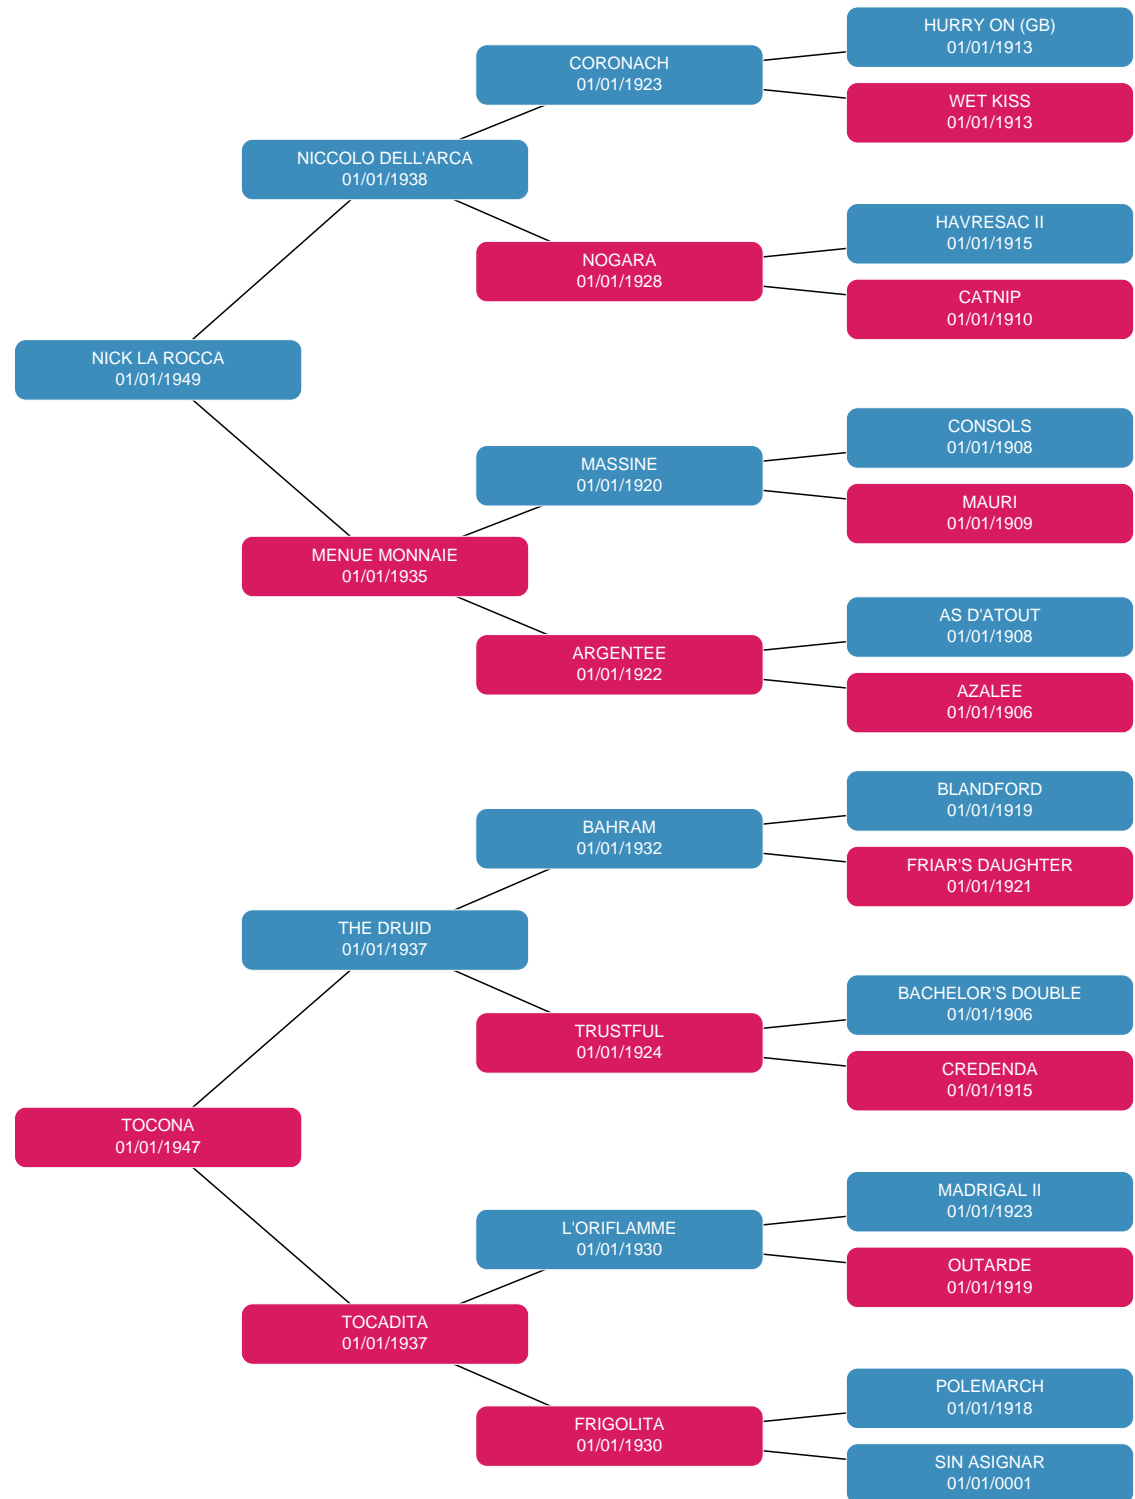 HURRY ON (GB)
01/01/1913
CORONACH
01/01/1923
WET KISS
01/01/1913
NICCOLO DELL'ARCA
01/01/1938
HAVRESAC II
01/01/1915
NOGARA
01/01/1928
CATNIP
01/01/1910
NICK LA ROCCA
01/01/1949
CONSOLS
01/01/1908
MASSINE
01/01/1920
MAURI
01/01/1909
MENUE MONNAIE
01/01/1935
AS D'ATOUT
01/01/1908
ARGENTEE
01/01/1922
AZALEE
01/01/1906
BLANDFORD
01/01/1919
BAHRAM
01/01/1932
FRIAR'S DAUGHTER
01/01/1921
THE DRUID
01/01/1937
BACHELOR'S DOUBLE
01/01/1906
TRUSTFUL
01/01/1924
CREDENDA
01/01/1915
TOCONA
01/01/1947
MADRIGAL II
01/01/1923
L'ORIFLAMME
01/01/1930
OUTARDE
01/01/1919
TOCADITA
01/01/1937
POLEMARCH
01/01/1918
FRIGOLITA
01/01/1930
SIN ASIGNAR
01/01/0001